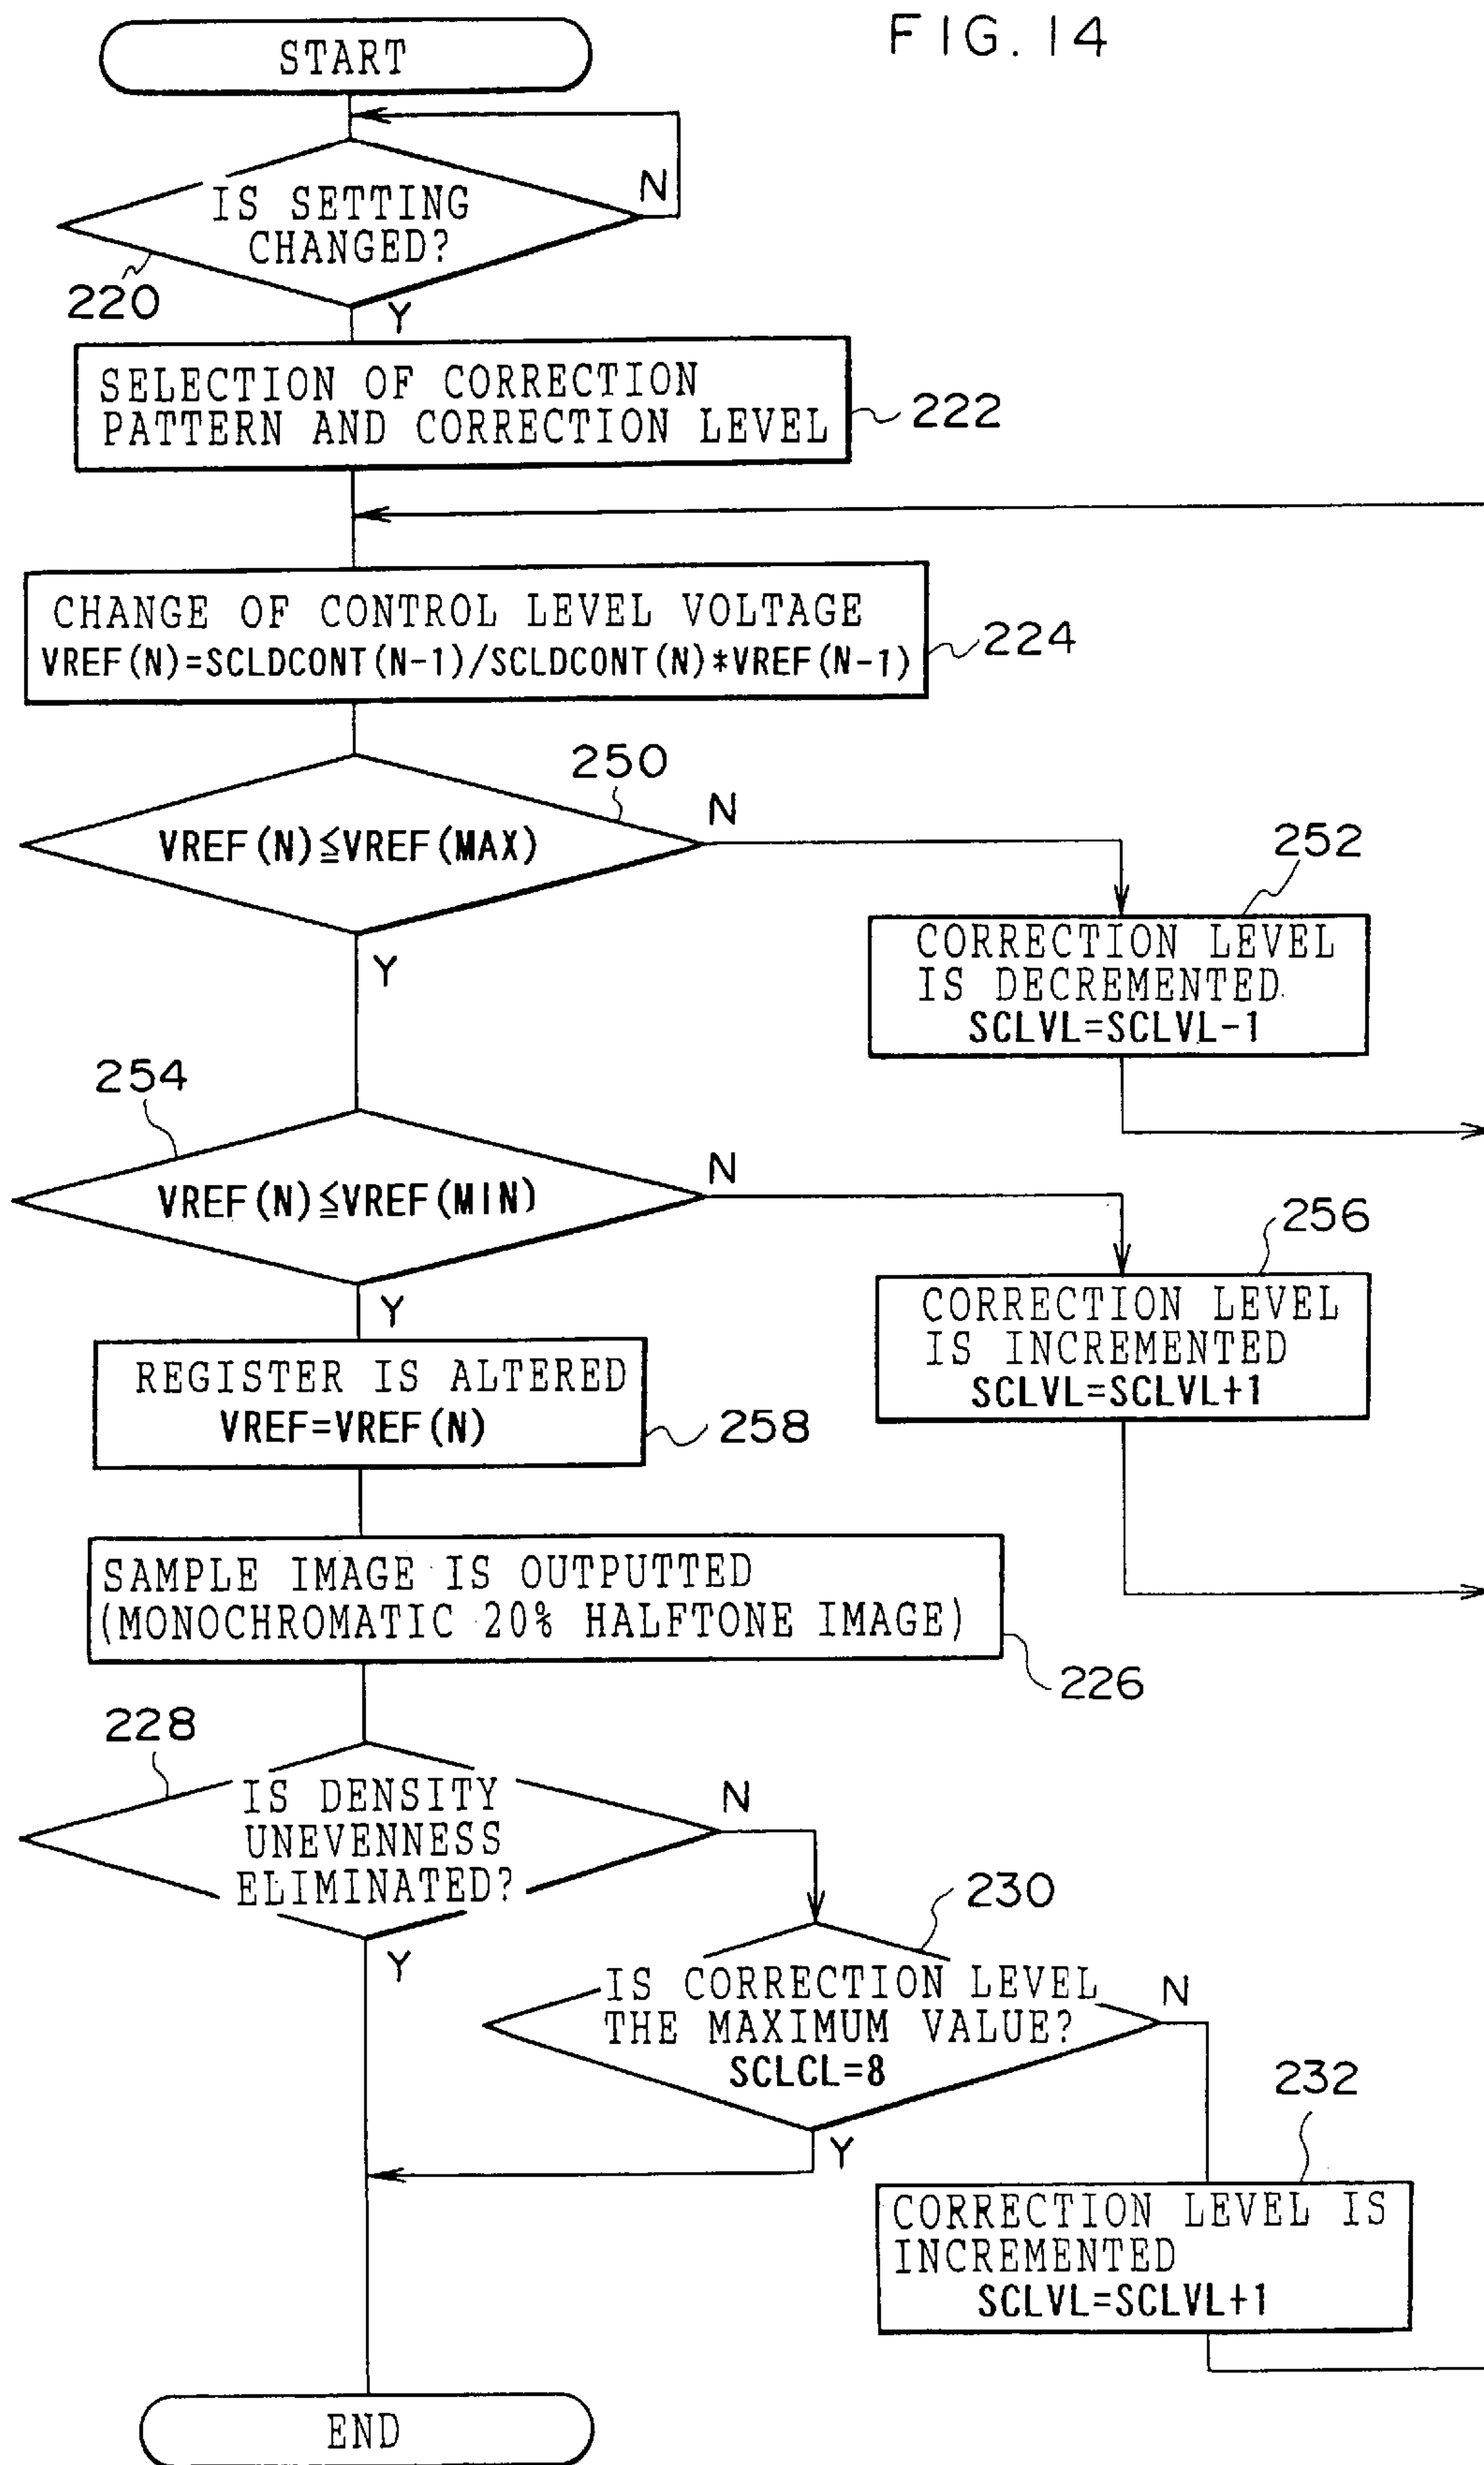 FIG. 14
START
IS SETTING
CHANGED?
N
220
Y
SELECTION OF CORRECTION
PATTERN AND CORRECTION LEVEL
222
CHANGE OF CONTROL LEVEL VOLTAGE
VREF(N)=SCLDCONT(N-1)/SCLDCONT(N)*VREF(N-1)
224
250
VREF(N)≦VREF(MAX)
N
Y
252
CORRECTION LEVEL
IS DECREMENTED
SCLVL=SCLVL-1
254
VREF(N)≦VREF(MIN)
N
Y
256
CORRECTION LEVEL
IS INCREMENTED
SCLVL=SCLVL+1
REGISTER IS ALTERED
VREF=VREF(N)
258
SAMPLE IMAGE IS OUTPUTTED
(MONOCHROMATIC 20% HALFTONE IMAGE)
226
228
IS DENSITY
UNEVENNESS
ELIMINATED?
N
Y
230
IS CORRECTION LEVEL
THE MAXIMUM VALUE?
SCLCL=8
N
Y
232
CORRECTION LEVEL IS
INCREMENTED
SCLVL=SCLVL+1
END